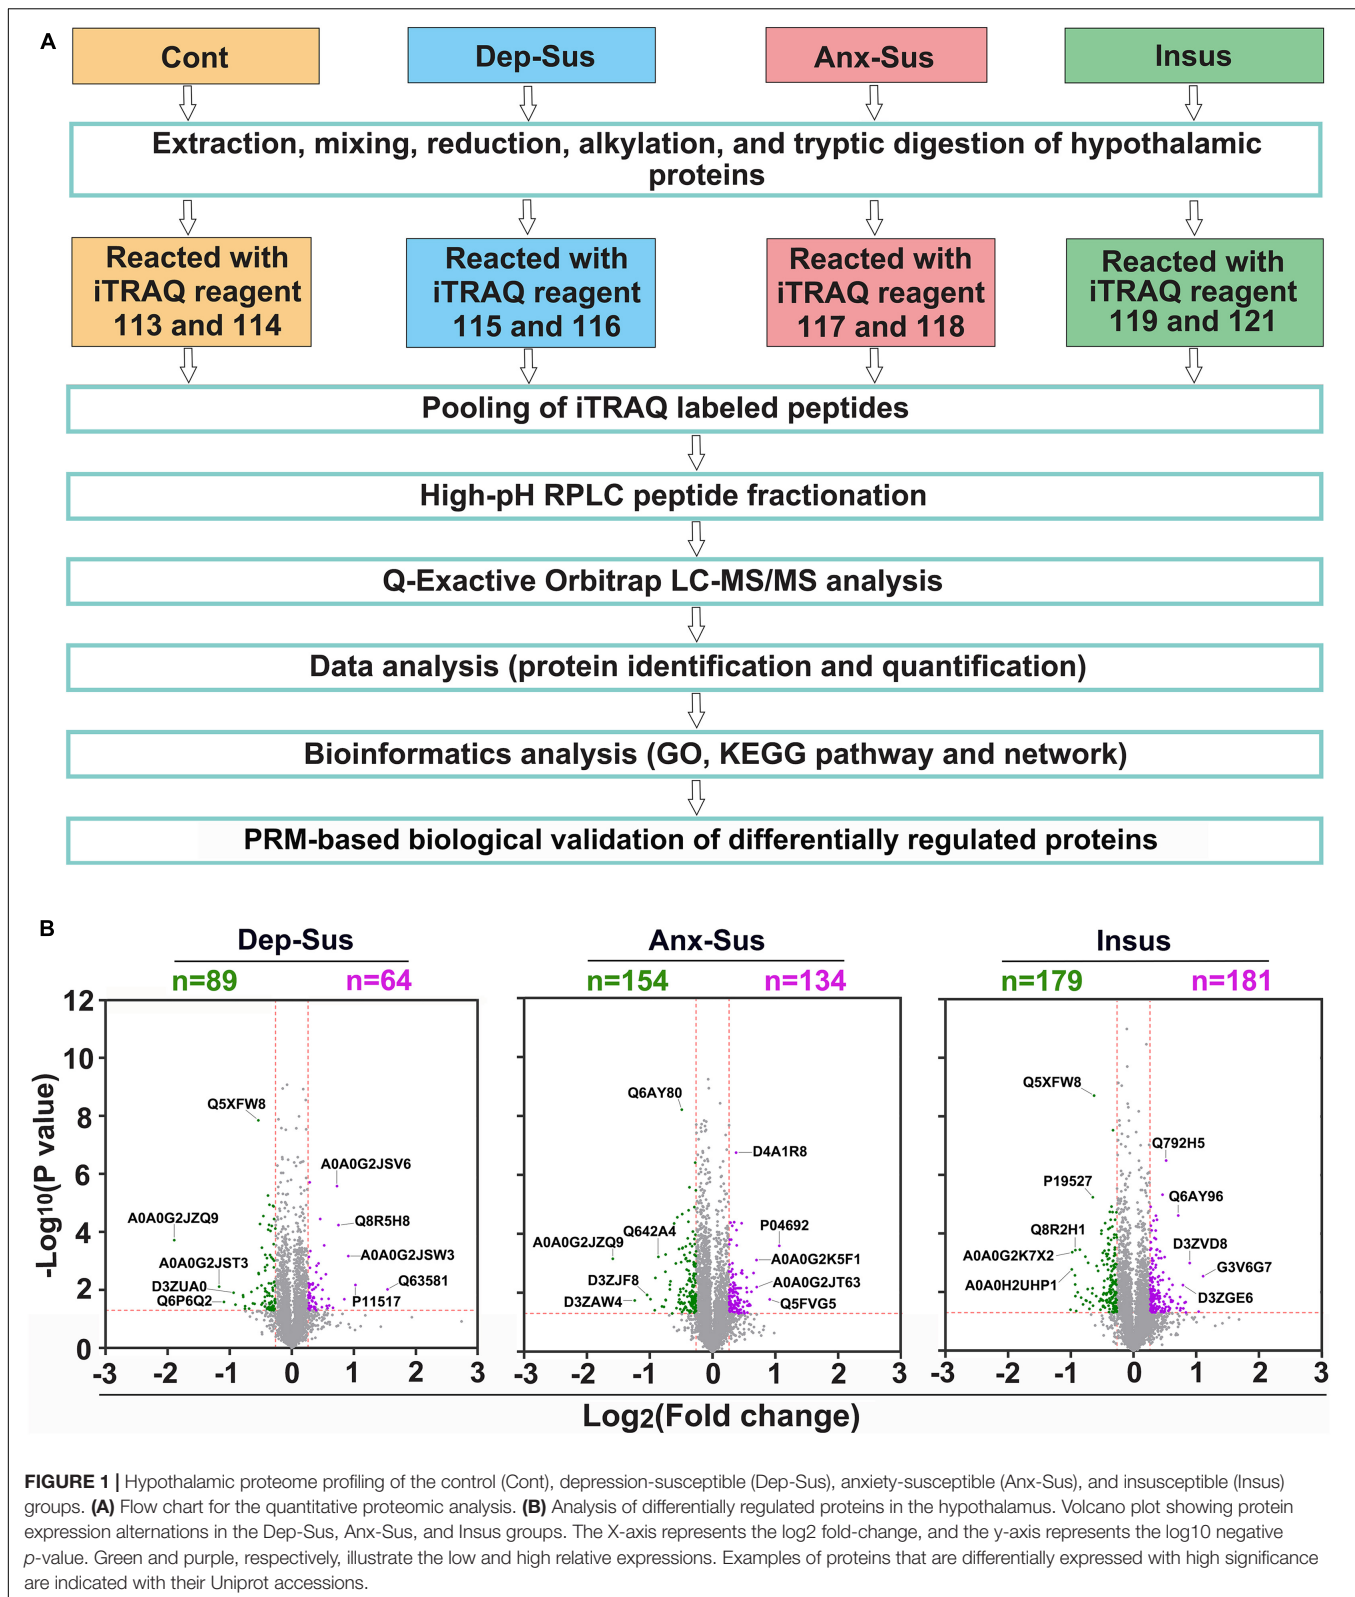 A
Cont
Dep-Sus
Anx-Sus
Insus
Extraction, mixing, reduction, alkylation, and tryptic digestion of hypothalamic
proteins
Reacted with
iTRAQ reagent
113 and 114
Reacted with
iTRAQ reagent
115 and 116
Reacted with
iTRAQ reagent
117 and 118
Reacted with
iTRAQ reagent
119 and 121
Pooling of iTRAQ labeled peptides
High-pH RPLC peptide fractionation
Q-Exactive Orbitrap LC-MS/MS analysis
Data analysis (protein identification and quantification)
Bioinformatics analysis (GO, KEGG pathway and network)
PRM-based biological validation of differentially regulated proteins
B
Dep-Sus
n=89 n=64
-Log10(P value)
12
10
8
6
4
2
0
Q5XFW8
A0A0G2JSV6
A0A0G2JZQ9
Q8R5H8
A0A0G2JSW3
A0A0G2JST3
D3ZUA0
Q63581
Q6P6Q2
P11517
-3 -2 -1 0 1 2 3
Anx-Sus
n=154 n=134
Q6AY80
D4A1R8
Q642A4
P04692
A0A0G2JZQ9
A0A0G2K5F1
D3ZJF8
A0A0G2JT63
D3ZAW4
Q5FVG5
-3 -2 -1 0 1 2 3
Insus
n=179 n=181
Q5XFW8
Q792H5
P19527
Q6AY96
Q8R2H1
D3ZVD8
A0A0G2K7X2
G3V6G7
A0A0H2UHP1
D3ZGE6
-3 -2 -1 0 1 2 3
Log2(Fold change)
FIGURE 1 | Hypothalamic proteome profiling of the control (Cont), depression-susceptible (Dep-Sus), anxiety-susceptible (Anx-Sus), and insusceptible (Insus)
groups. (A) Flow chart for the quantitative proteomic analysis. (B) Analysis of differentially regulated proteins in the hypothalamus. Volcano plot showing protein
expression alternations in the Dep-Sus, Anx-Sus, and Insus groups. The X-axis represents the log2 fold-change, and the y-axis represents the log10 negative
p-value. Green and purple, respectively, illustrate the low and high relative expressions. Examples of proteins that are differentially expressed with high significance
are indicated with their Uniprot accessions.